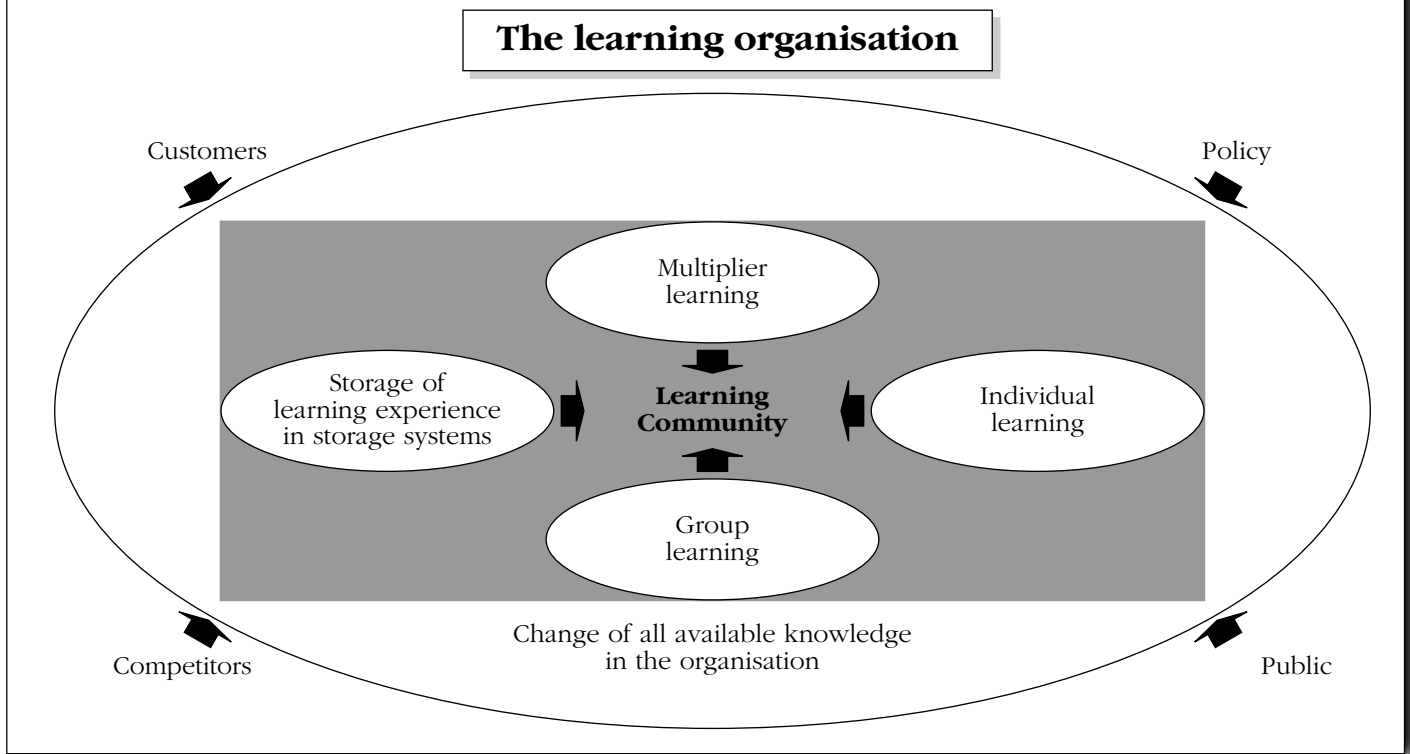 The learning organisation
Customers
Policy
Multiplier
learning
Storage of
learning experience
in storage systems
Learning
Community
Individual
learning
Group
learning
Change of all available knowledge
in the organisation
Competitors
Public